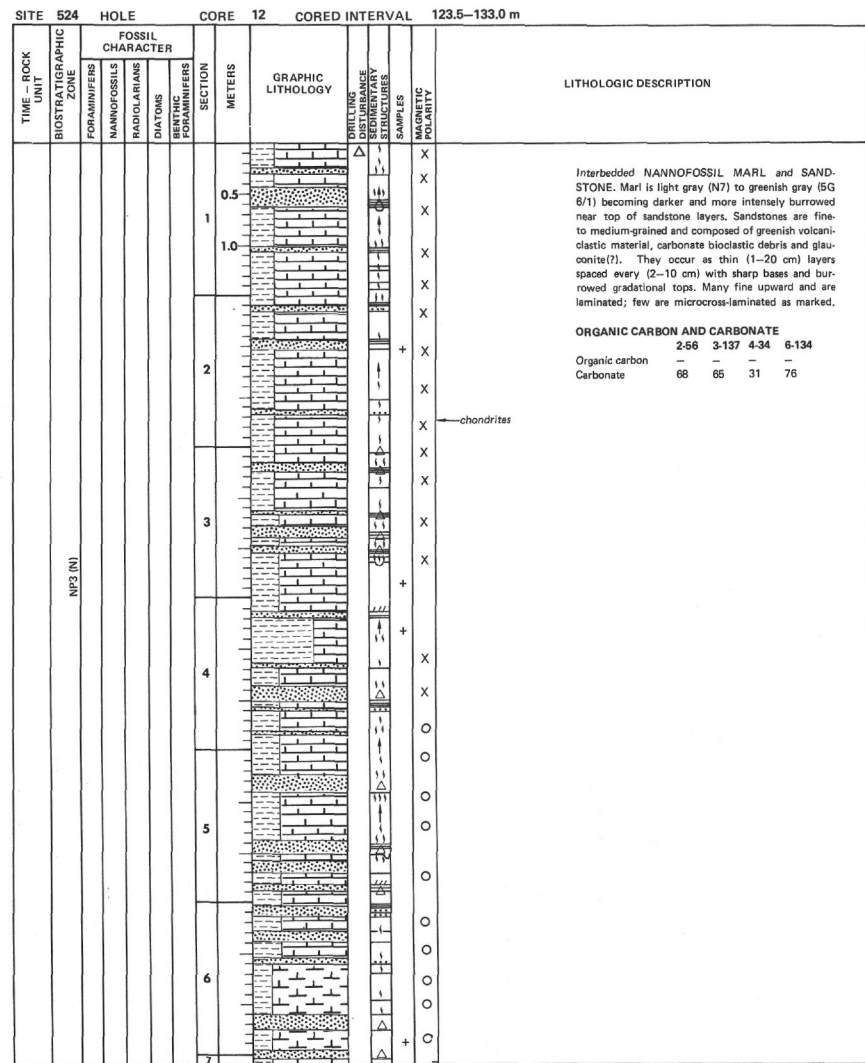 SITE 524 HOLE CORE 12 CORED INTERVAL 123.5–133.0 m
TIME – ROCK UNIT
BIOSTRATIGRAPHIC ZONE
FOSSIL CHARACTER
FORAMINIFERS
NANNOFOSSILS
RADIOLARIANS
DIATOMS
BENTHIC FORAMINIFERS
SECTION
METERS
GRAPHIC LITHOLOGY
DRILLING DISTURBANCE
SEDIMENTARY STRUCTURES
SAMPLES
MAGNETIC POLARITY
LITHOLOGIC DESCRIPTION
NP3 (N)
1
0.5
1.0
2
3
4
5
6
7
chondrites
Interbedded NANNOFOSSIL MARL and SAND-
STONE. Marl is light gray (N7) to greenish gray (5G
6/1) becoming darker and more intensely burrowed
near top of sandstone layers. Sandstones are fine-
to medium-grained and composed of greenish volcani-
clastic material, carbonate bioclastic debris and glau-
conite(?). They occur as thin (1–20 cm) layers
spaced every (2–10 cm) with sharp bases and bur-
rowed gradational tops. Many fine upward and are
laminated; few are microcross-laminated as marked.
ORGANIC CARBON AND CARBONATE
2-56 3-137 4-34 6-134
Organic carbon – – – –
Carbonate 68 65 31 76